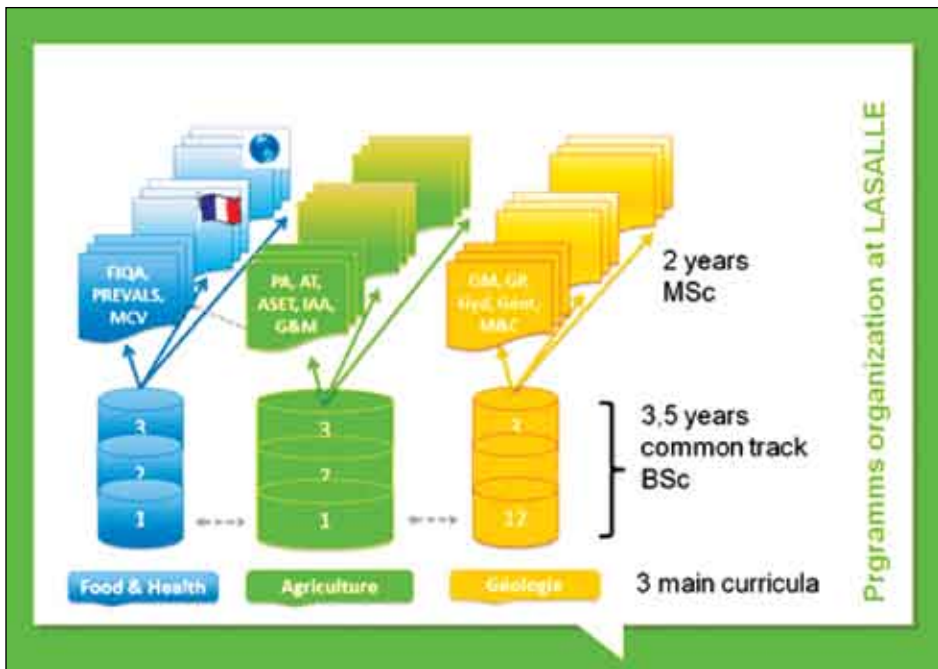 FIQA,
PREVALS,
MCV
PA, AT,
ASET, IAA,
G&M
GP,
M&C
2 years
MSc
3
2
1
3
2
1
3,5 years
common track
BSc
Food & Health
Agriculture
Géologie
3 main curricula
Prgramms organization at LASALLE